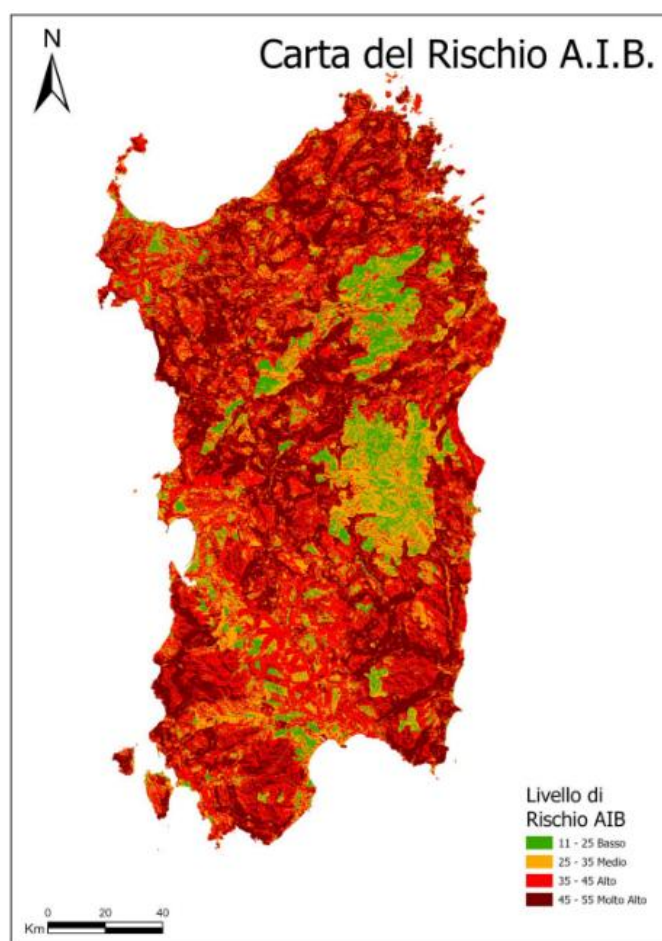 N
Carta del Rischio A.I.B.
Livello di
Rischio AIB
11 - 25 Basso
25 - 35 Medio
35 - 45 Alto
45 - 55 Molto Alto
0 20 40
Km